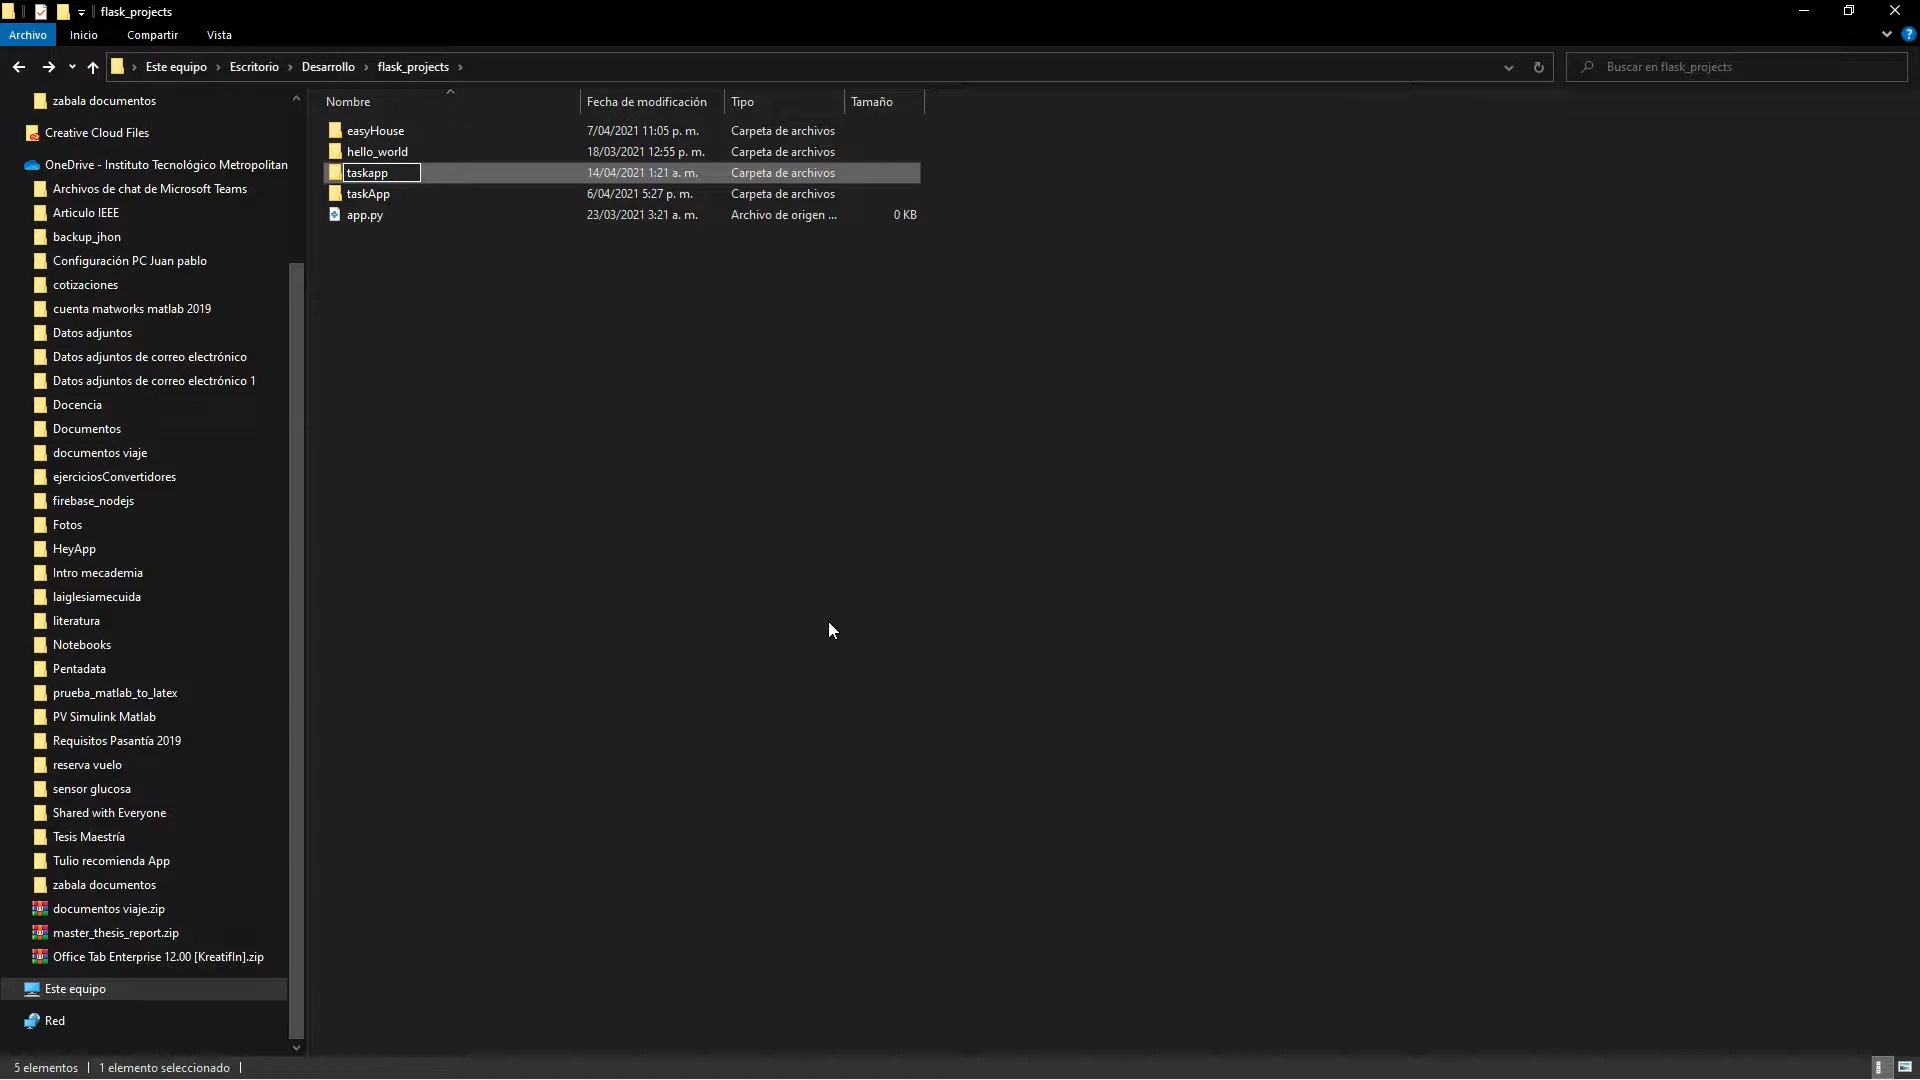 flask_projects
Archivo Inicio Compartir Vista
Este equipo Escritorio Desarrollo flask_projects
Buscar en flask_projects
zabala documentos
Creative Cloud Files
OneDrive - Instituto Tecnológico Metropolitan
Archivos de chat de Microsoft Teams
Articulo IEEE
backup_jhon
Configuración PC Juan pablo
cotizaciones
cuenta matworks matlab 2019
Datos adjuntos
Datos adjuntos de correo electrónico
Datos adjuntos de correo electrónico 1
Docencia
Documentos
documentos viaje
ejerciciosConvertidores
firebase_nodejs
Fotos
HeyApp
Intro mecademia
laiglesiamecuida
literatura
Notebooks
Pentadata
prueba_matlab_to_latex
PV Simulink Matlab
Requisitos Pasantía 2019
reserva vuelo
sensor glucosa
Shared with Everyone
Tesis Maestría
Tulio recomienda App
zabala documentos
documentos viaje.zip
master_thesis_report.zip
Office Tab Enterprise 12.00 [KreatifIn].zip
Este equipo
Red
Nombre Fecha de modificación Tipo Tamaño
easyHouse 7/04/2021 11:05 p. m. Carpeta de archivos
hello_world 18/03/2021 12:55 p. m. Carpeta de archivos
taskapp 14/04/2021 1:21 a. m. Carpeta de archivos
taskApp 6/04/2021 5:27 p. m. Carpeta de archivos
app.py 23/03/2021 3:21 a. m. Archivo de origen ... 0 KB
5 elementos 1 elemento seleccionado